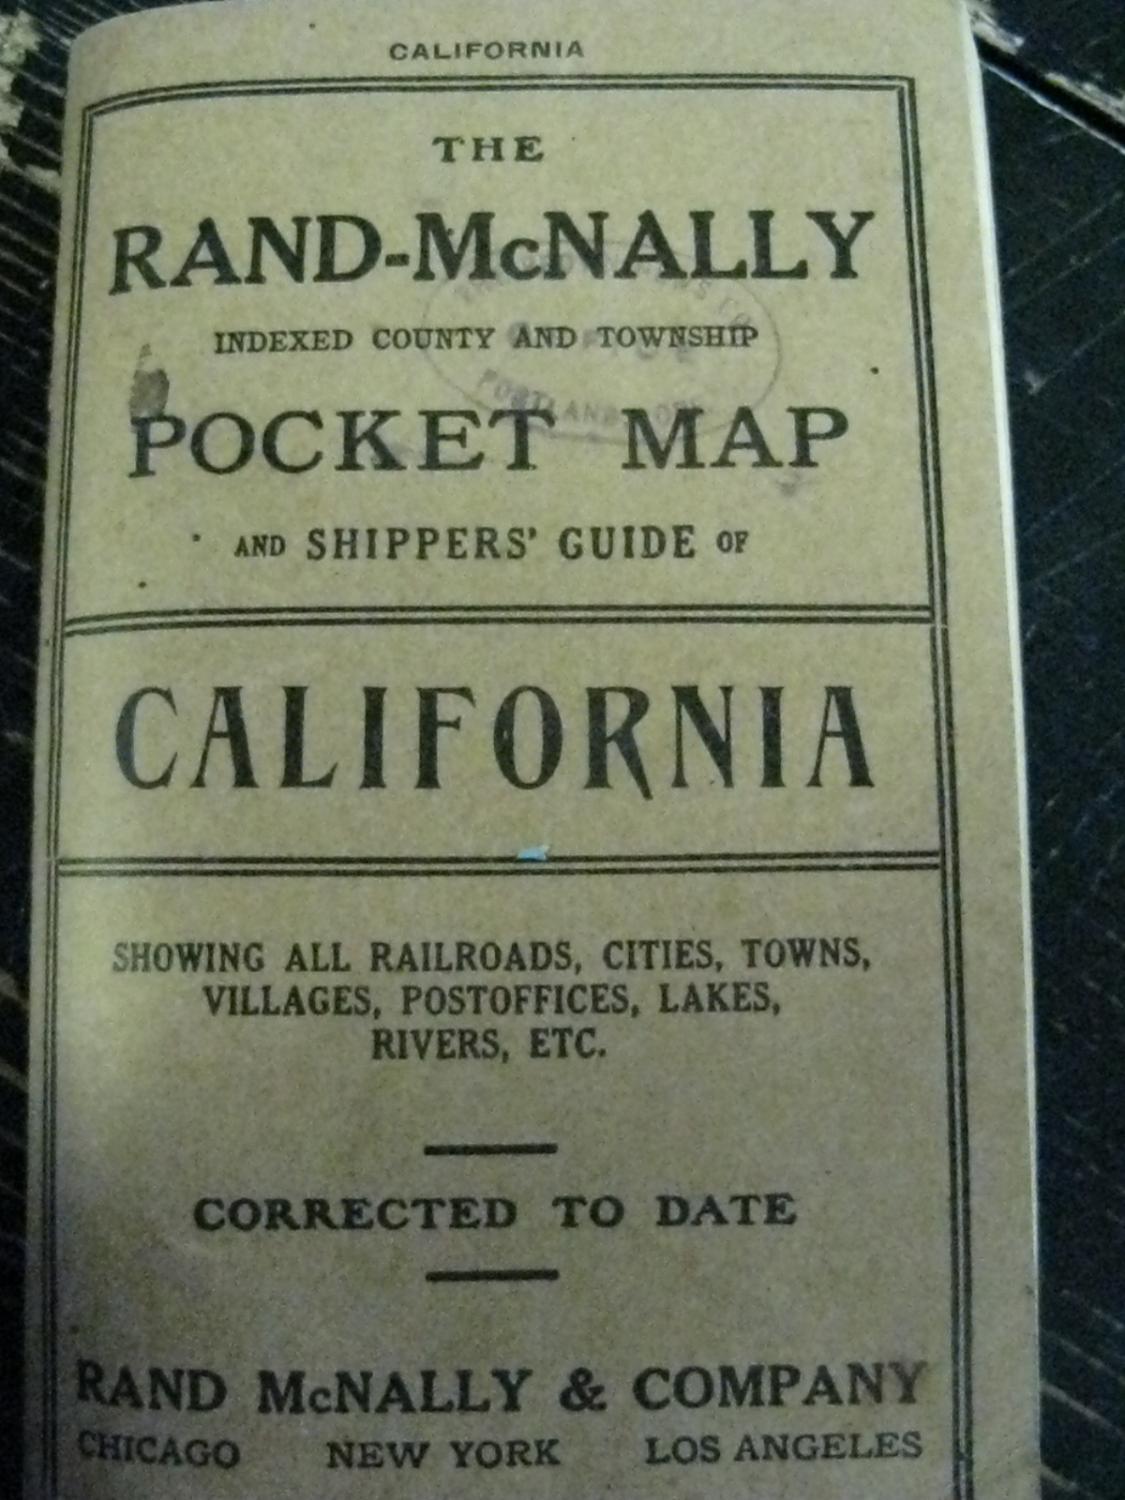 CALIFORNIA
THE
RAND-McNALLY
INDEXED COUNTY AND TOWNSHIP
POCKET MAP
AND SHIPPERS' GUIDE OF
CALIFORNIA
SHOWING ALL RAILROADS, CITIES, TOWNS,
VILLAGES, POSTOFFICES, LAKES,
RIVERS, ETC.
CORRECTED TO DATE
RAND McNALLY & COMPANY
CHICAGO NEW YORK LOS ANGELES
PORTLAND